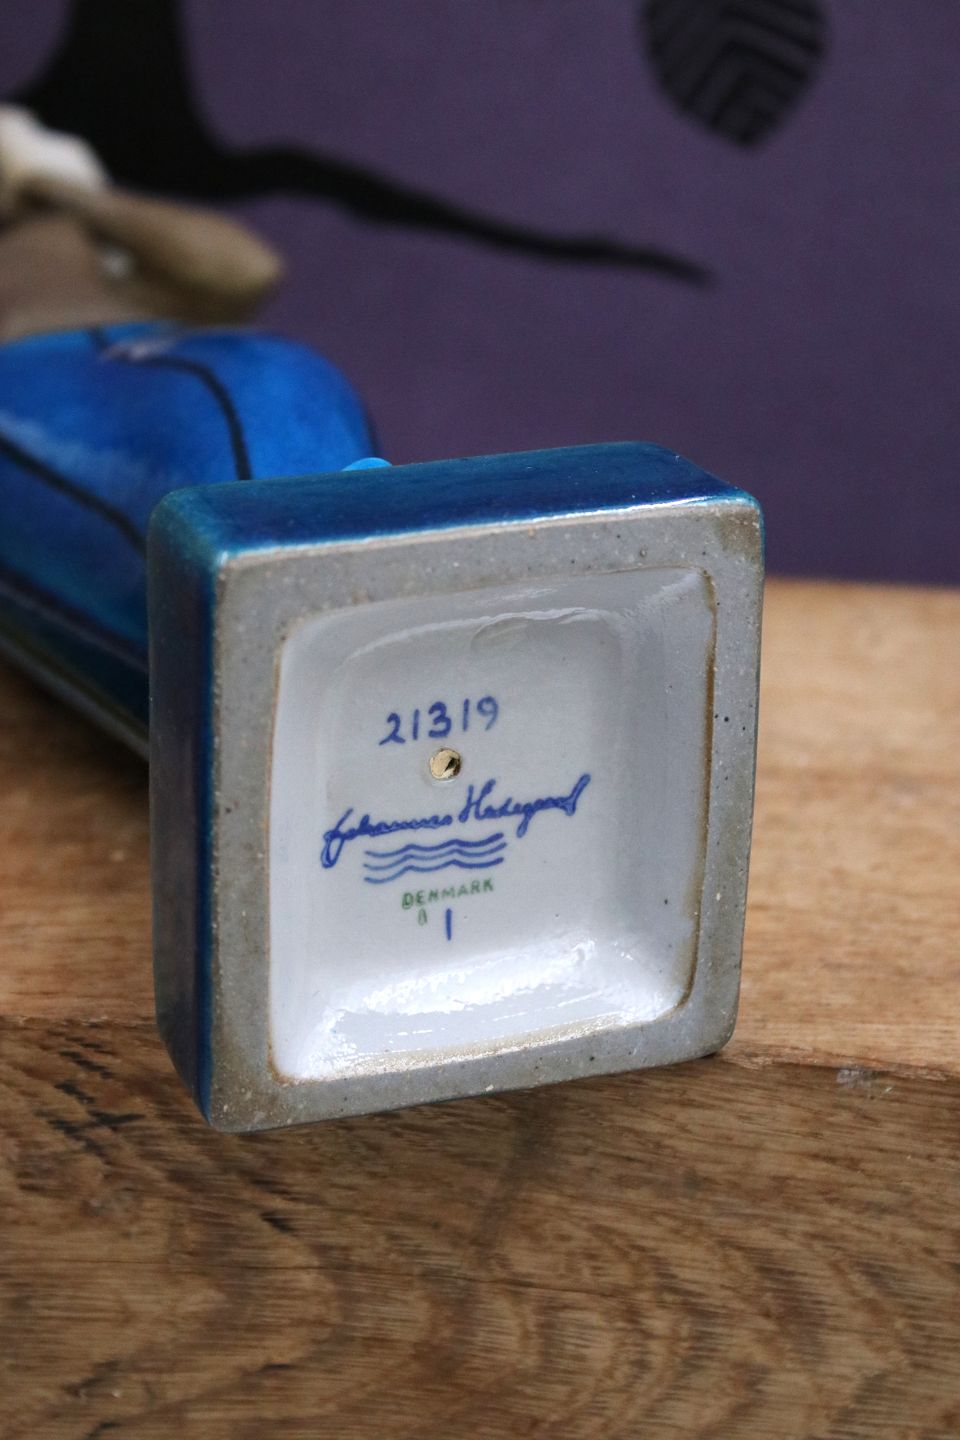 21319
Johannes Hedegaard
DENMARK
1